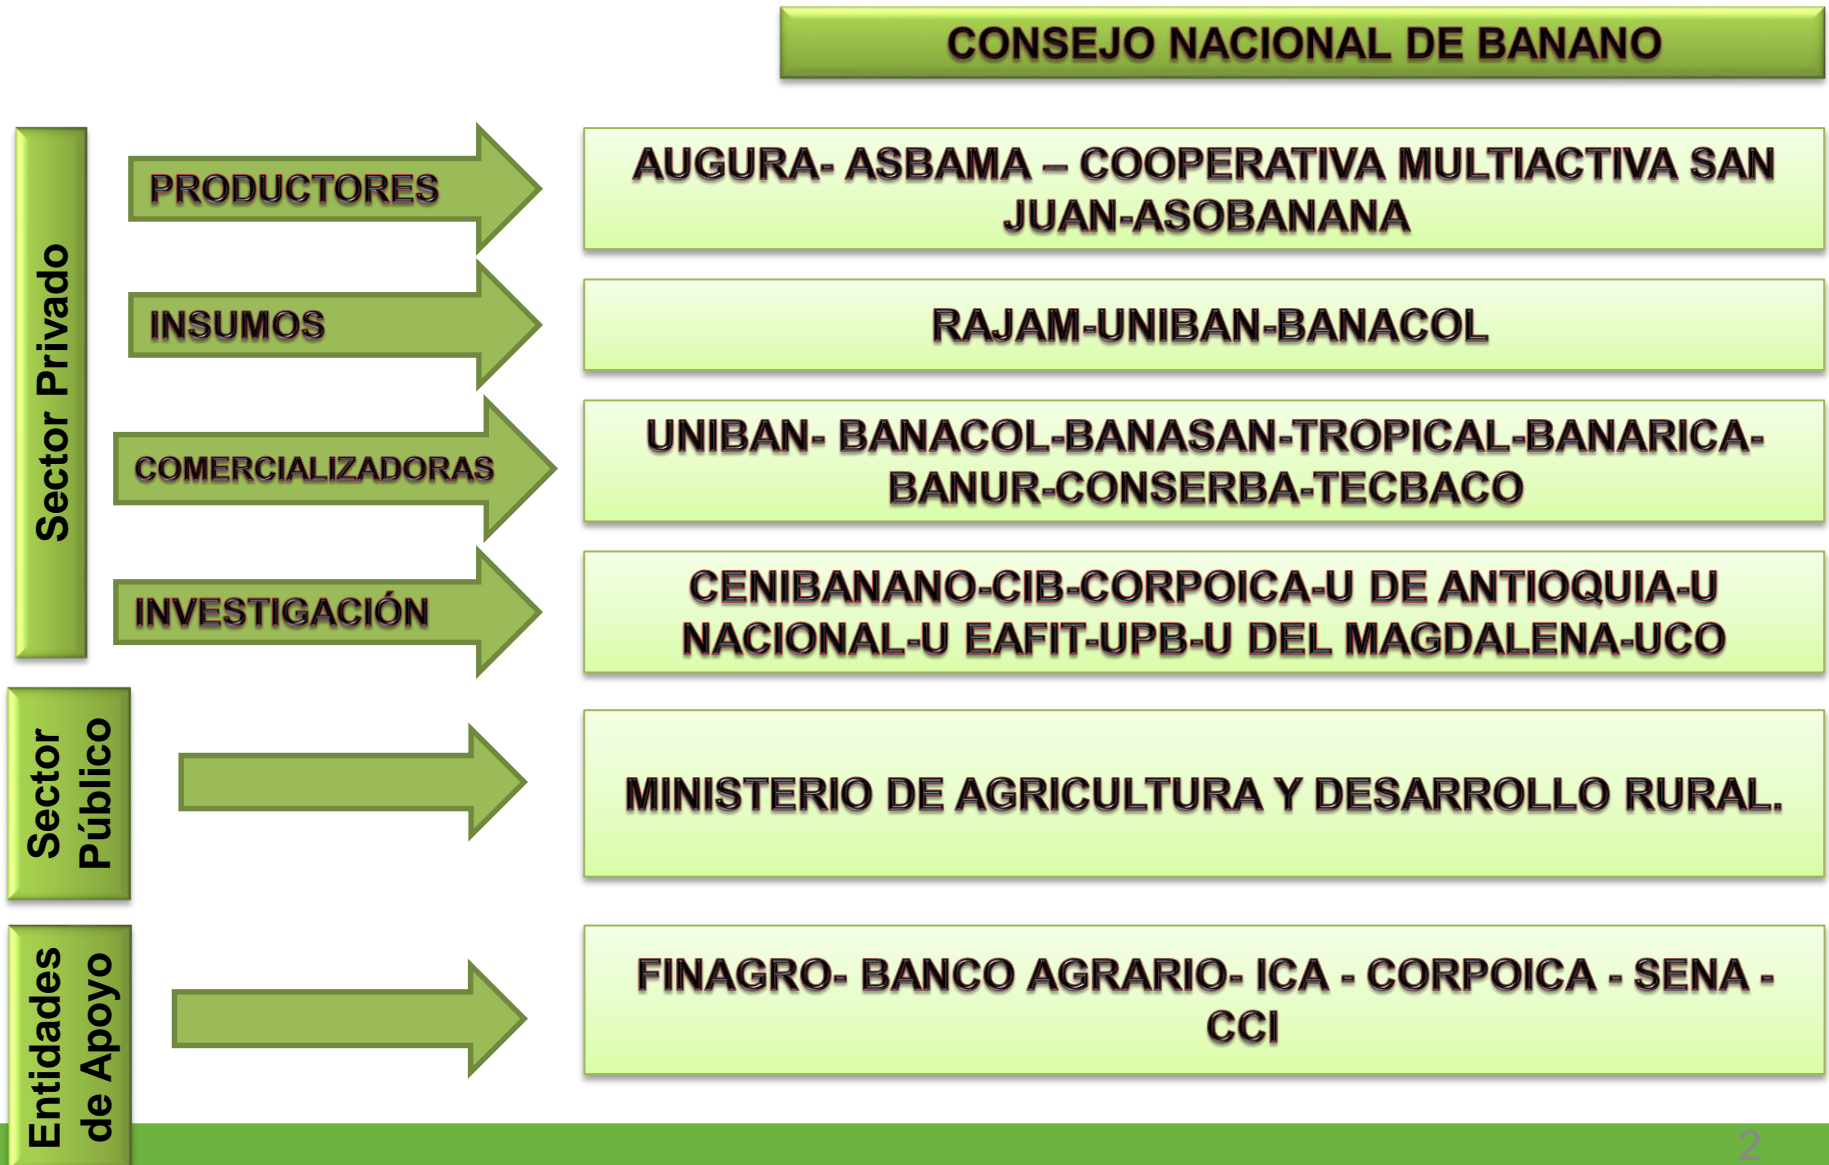 CONSEJO NACIONAL DE BANANO
Sector Privado
PRODUCTORES
AUGURA- ASBAMA – COOPERATIVA MULTIACTIVA SAN
JUAN-ASOBANANA
INSUMOS
RAJAM-UNIBAN-BANACOL
COMERCIALIZADORAS
UNIBAN- BANACOL-BANASAN-TROPICAL-BANARICA-
BANUR-CONSERBA-TECBACO
INVESTIGACIÓN
CENIBANANO-CIB-CORPOICA-U DE ANTIOQUIA-U
NACIONAL-U EAFIT-UPB-U DEL MAGDALENA-UCO
Sector
Público
MINISTERIO DE AGRICULTURA Y DESARROLLO RURAL.
Entidades
de Apoyo
FINAGRO- BANCO AGRARIO- ICA - CORPOICA - SENA -
CCI
2